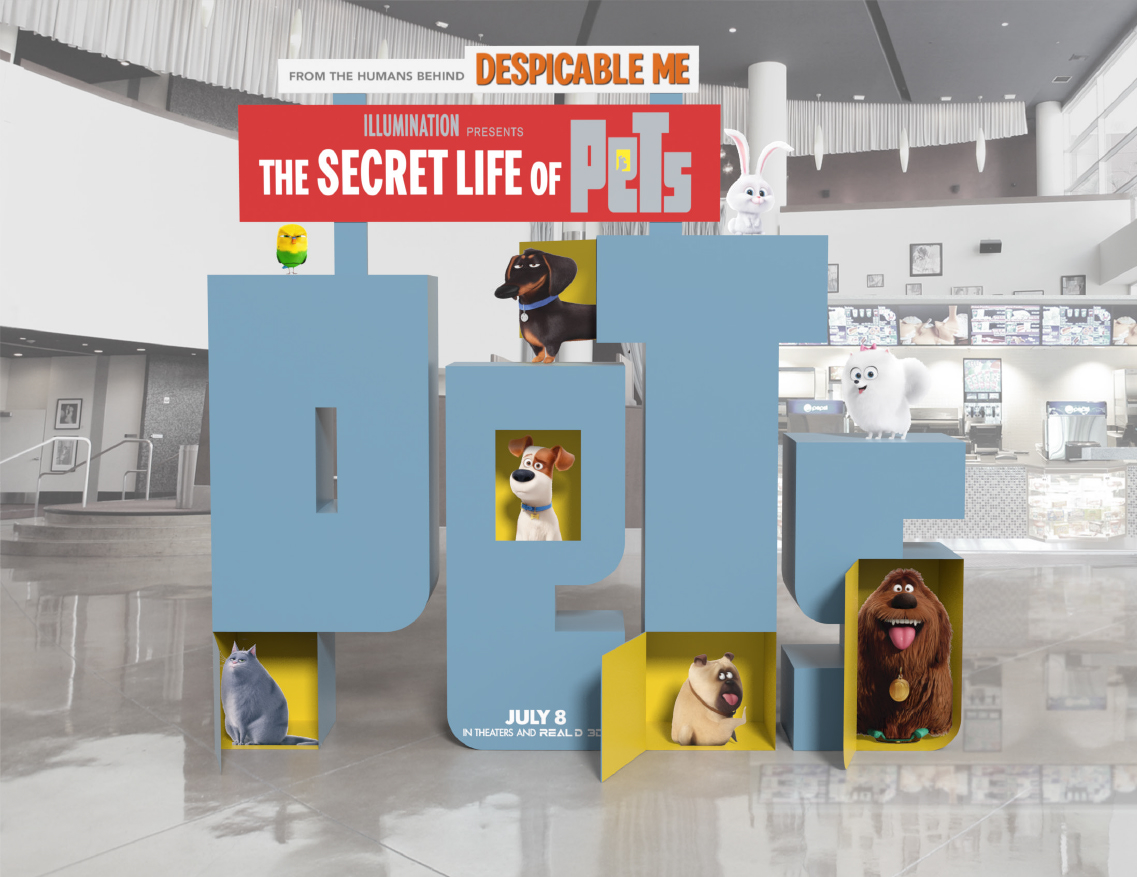 FROM THE HUMANS BEHIND DESPICABLE ME
ILLUMINATION PRESENTS
THE SECRET LIFE OF PeTs
peTs
JULY 8
IN THEATERS AND REAL D 3D